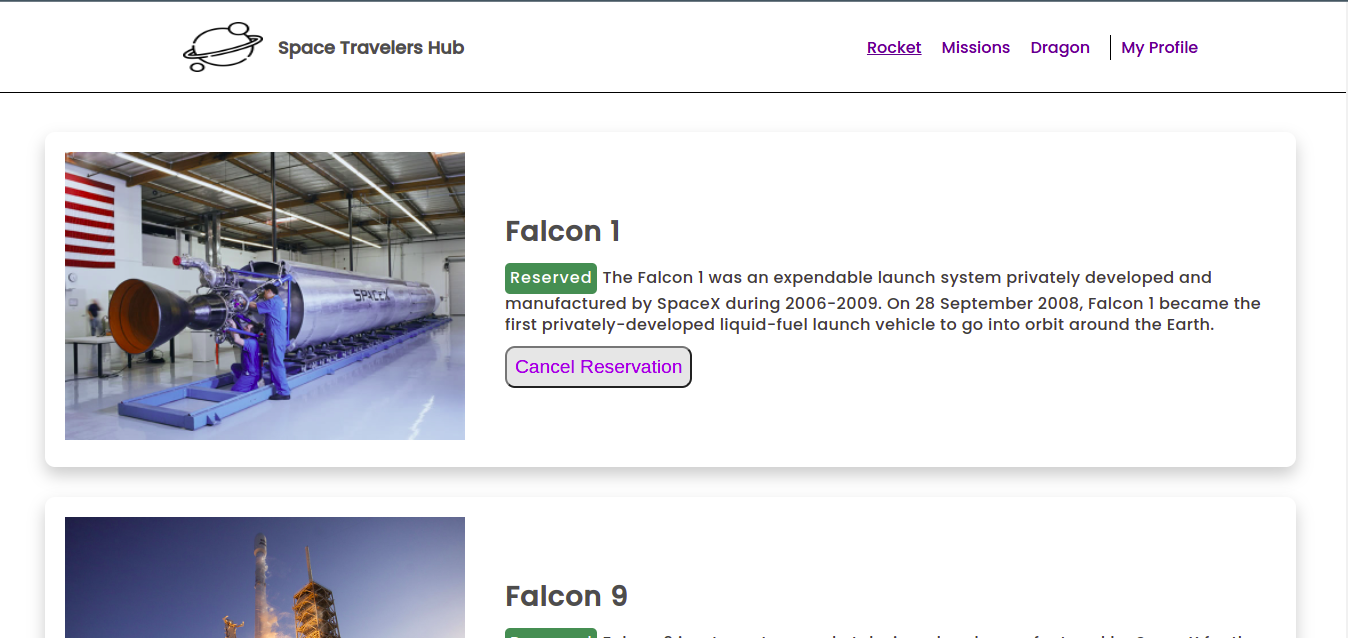 Space Travelers Hub
Rocket Missions Dragon My Profile
SPACEX
Falcon 1
Reserved The Falcon 1 was an expendable launch system privately developed and
manufactured by SpaceX during 2006-2009. On 28 September 2008, Falcon 1 became the
first privately-developed liquid-fuel launch vehicle to go into orbit around the Earth.
Cancel Reservation
Falcon 9